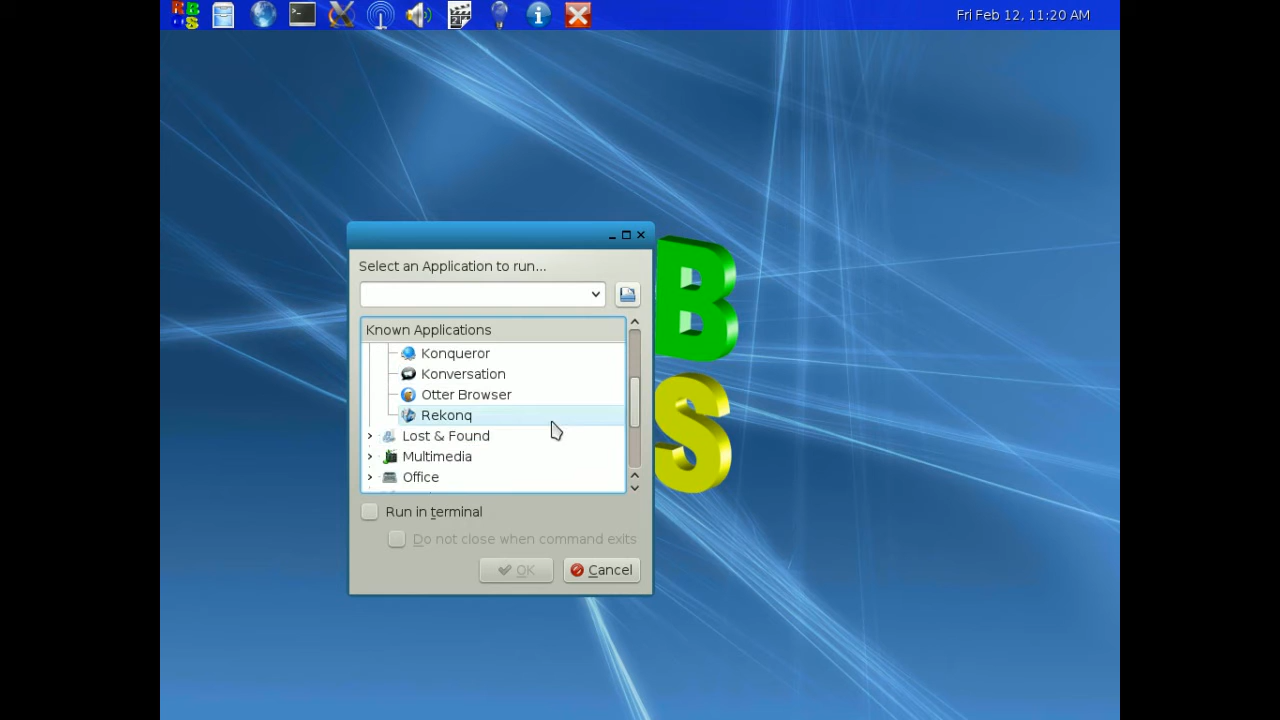 R B
O S
Fri Feb 12, 11:20 AM
Select an Application to run...
Known Applications
Konqueror
Konversation
Otter Browser
Rekonq
Lost & Found
Multimedia
Office
Run in terminal
Do not close when command exits
OK
Cancel
B
S